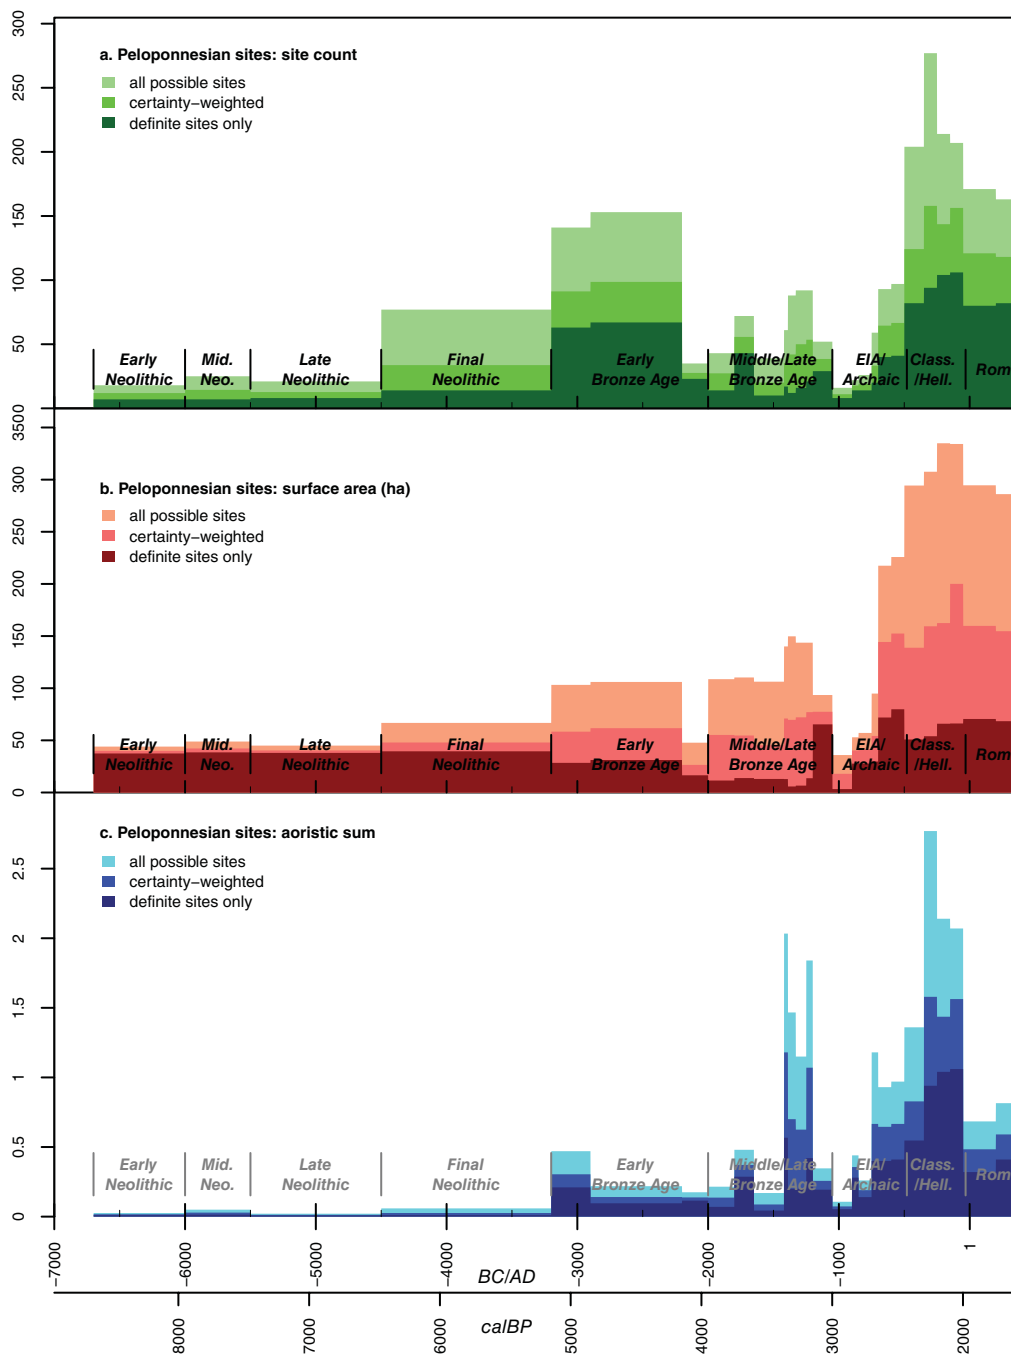 300
250
200
150
100
50
a. Peloponnesian sites: site count
all possible sites
certainty−weighted
definite sites only
Early Neolithic
Mid. Neo.
Late Neolithic
Final Neolithic
Early Bronze Age
Middle/Late Bronze Age
EIA/ Archaic
Class. /Hell.
Rom
3500
300
250
200
150
100
50
0
b. Peloponnesian sites: surface area (ha)
all possible sites
certainty−weighted
definite sites only
Early Neolithic
Mid. Neo.
Late Neolithic
Final Neolithic
Early Bronze Age
Middle/Late Bronze Age
EIA/ Archaic
Class. /Hell.
Rom
2.5
2
1.5
1
0.5
0
c. Peloponnesian sites: aoristic sum
all possible sites
certainty−weighted
definite sites only
Early Neolithic
Mid. Neo.
Late Neolithic
Final Neolithic
Early Bronze Age
Middle/Late Bronze Age
EIA/ Archaic
Class. /Hell.
Rom
−7000
−6000
−5000
−4000
−3000
−2000
−1000
1
BC/AD
8000
7000
6000
5000
4000
3000
2000
calBP